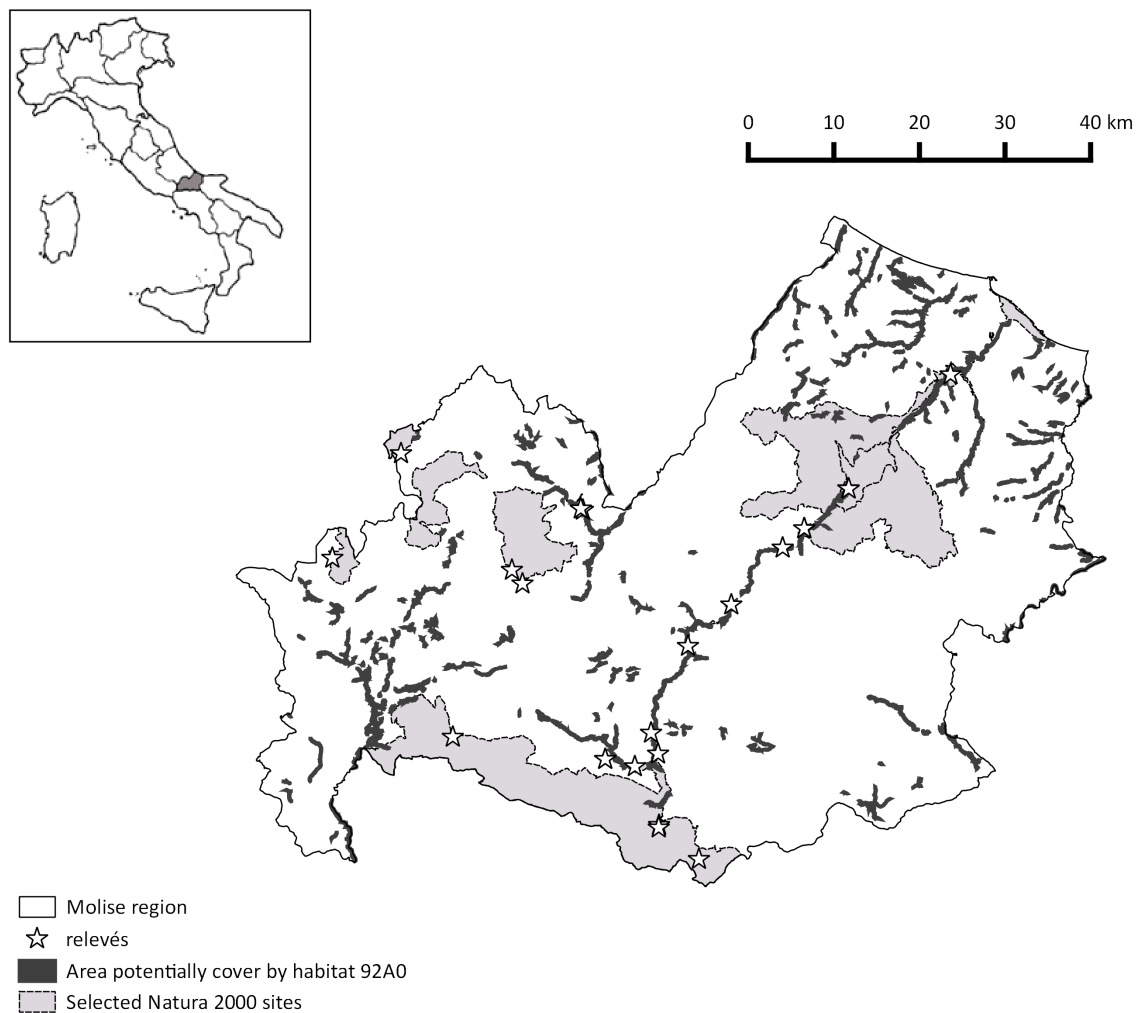 0 10 20 30 40 km
Molise region
relevés
Area potentially cover by habitat 92A0
Selected Natura 2000 sites